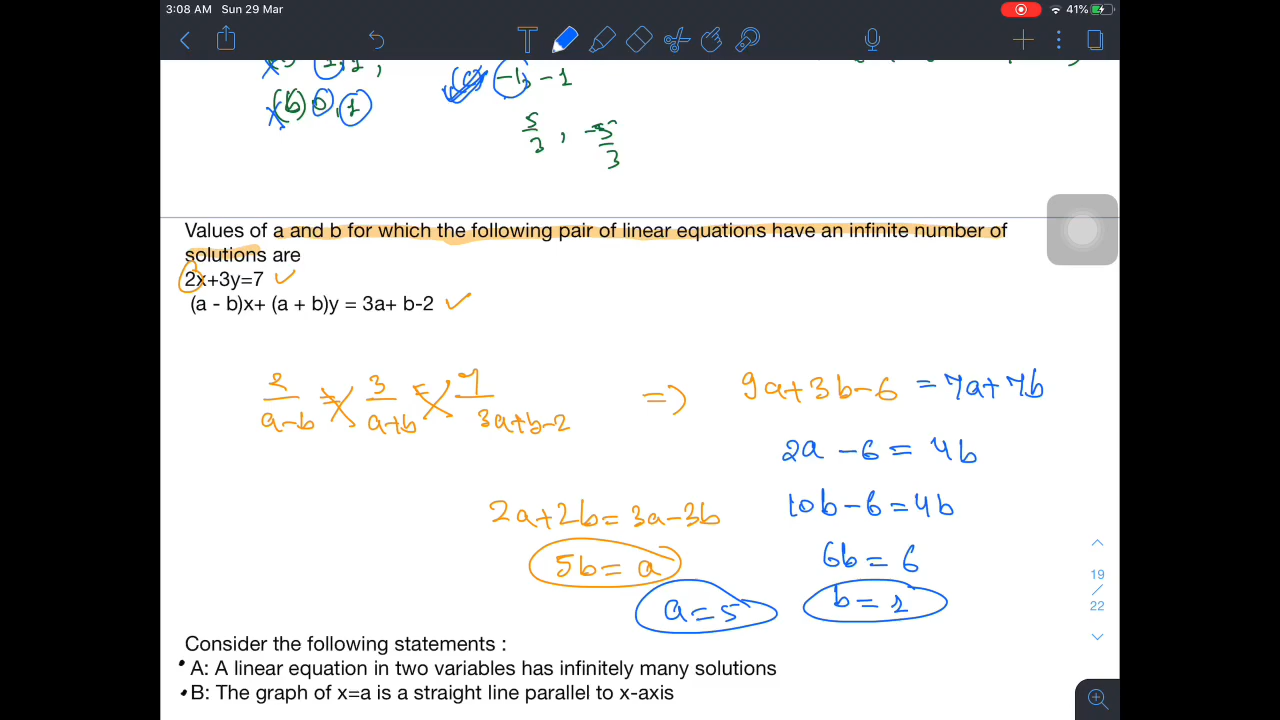 3:08 AM Sun 29 Mar 41%
(b) 0, 1
-1, -1
5/3, -5/3
Values of a and b for which the following pair of linear equations have an infinite number of
solutions are
2x+3y=7
(a - b)x+ (a + b)y = 3a+ b-2
2/(a-b) = 3/(a+b) = 7/(3a+b-2) => 9a+3b-6 = 7a+7b
2a-6 = 4b
2a+2b = 3a-3b 10b-6 = 4b
5b = a 6b = 6
a = 5 b = 1
19
/
22
Consider the following statements :
• A: A linear equation in two variables has infinitely many solutions
• B: The graph of x=a is a straight line parallel to x-axis